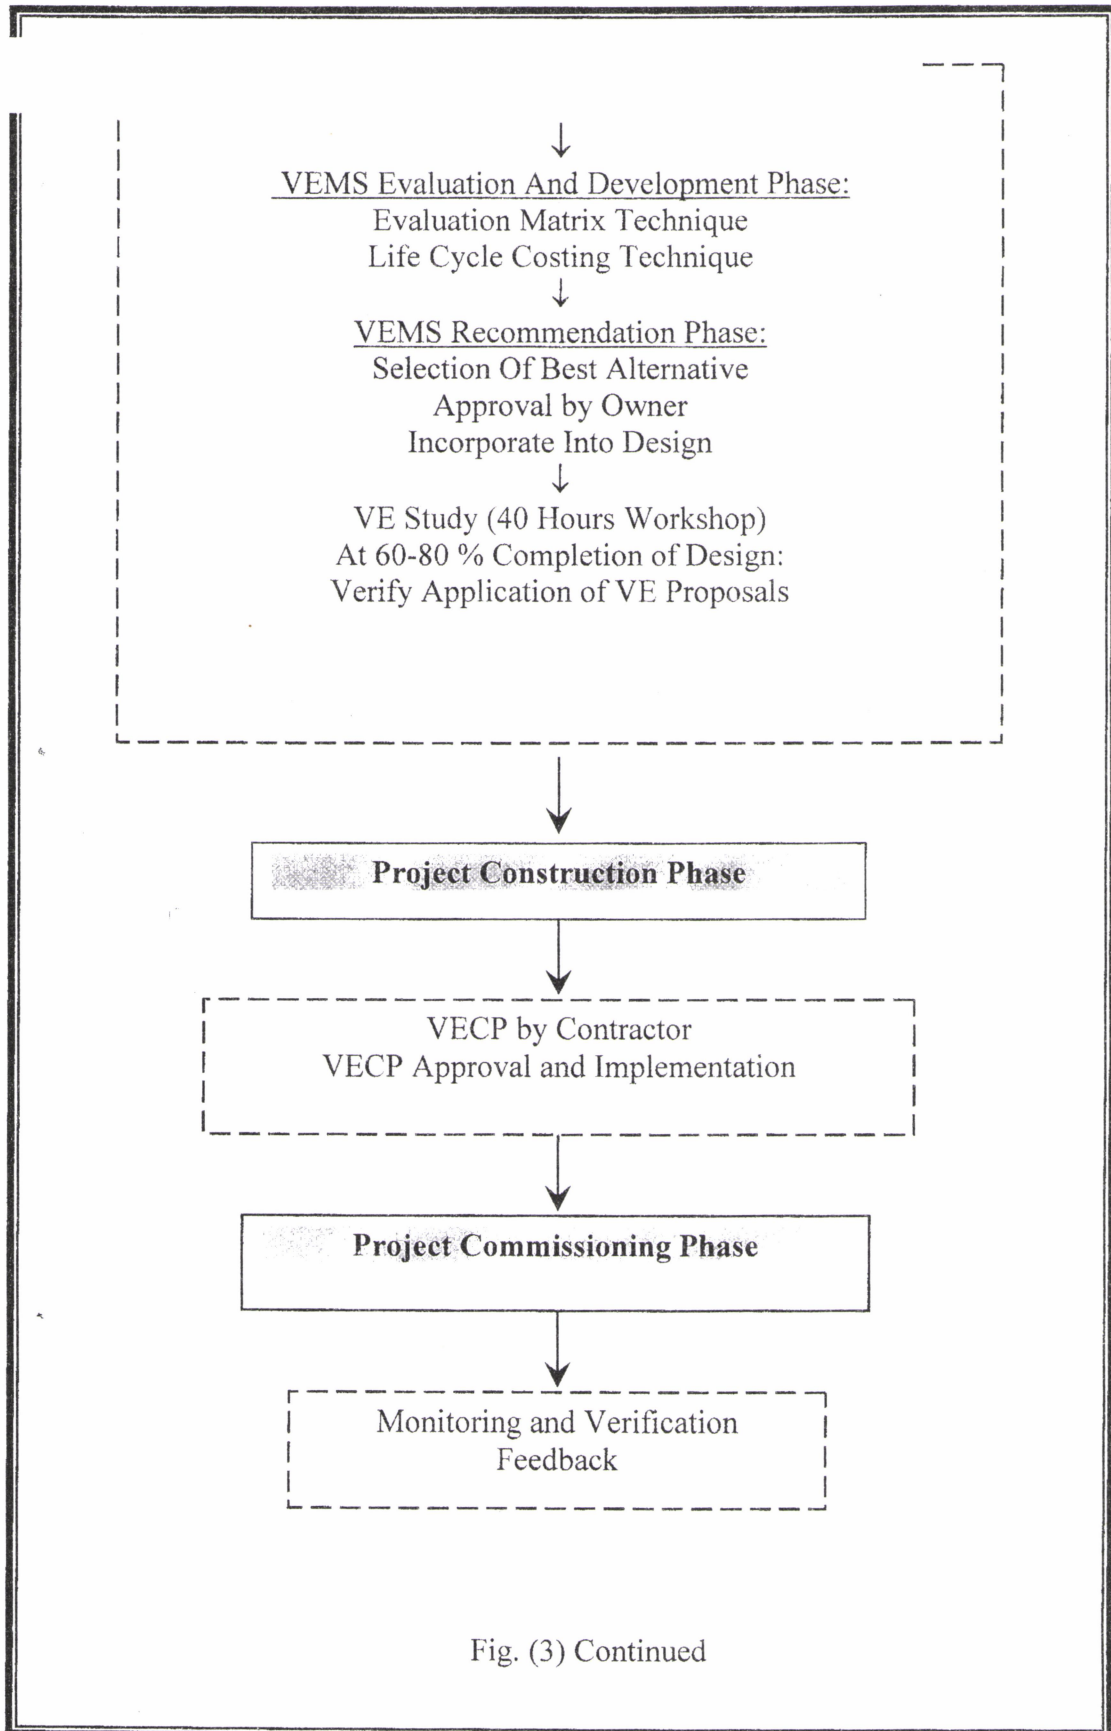 VEMS Evaluation And Development Phase:
Evaluation Matrix Technique
Life Cycle Costing Technique
VEMS Recommendation Phase:
Selection Of Best Alternative
Approval by Owner
Incorporate Into Design
VE Study (40 Hours Workshop)
At 60-80 % Completion of Design:
Verify Application of VE Proposals
Project Construction Phase
VECP by Contractor
VECP Approval and Implementation
Project Commissioning Phase
Monitoring and Verification
Feedback
Fig. (3) Continued